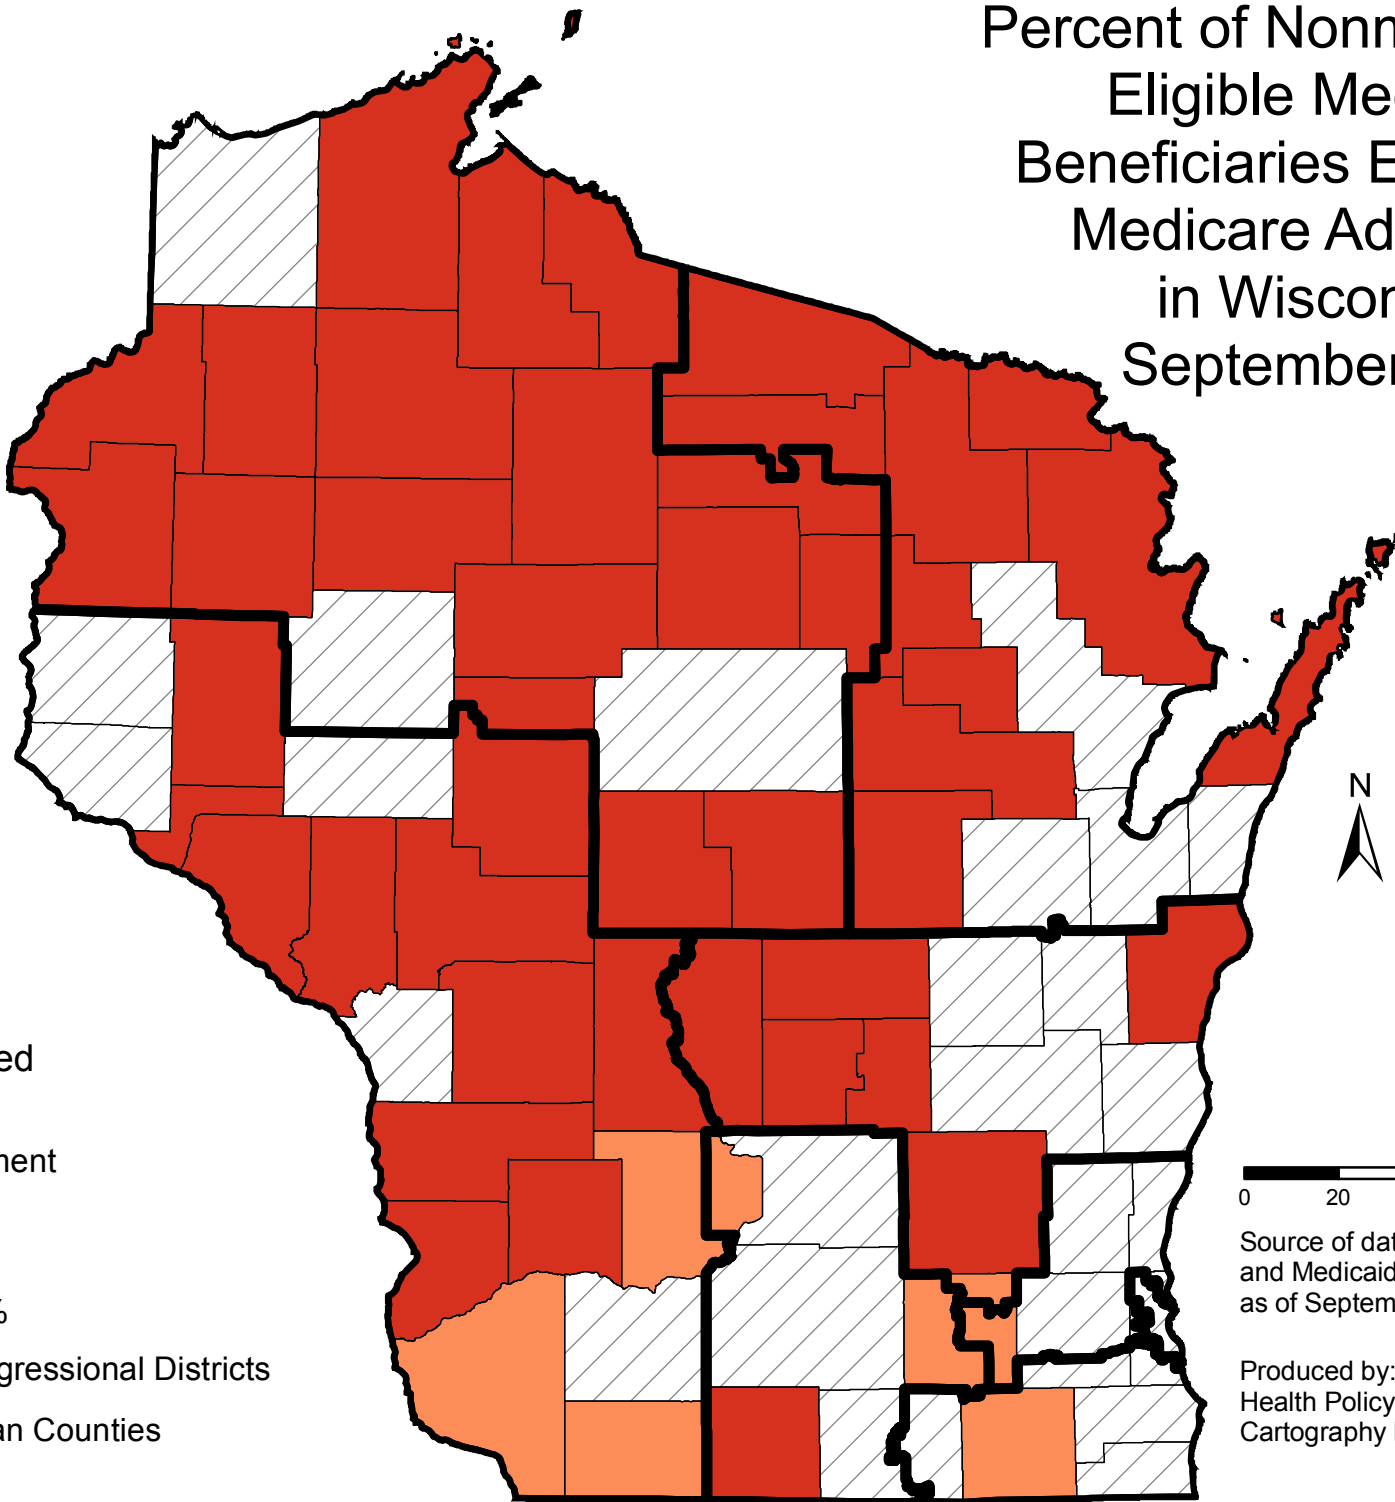 Percent of Nonn
Eligible Me
Beneficiaries E
Medicare Ad
in Wiscon
September
N
ed
nent
%
gressional Districts
an Counties
0 20
Source of dat
and Medicaid
as of Septem
Produced by:
Health Policy
Cartography